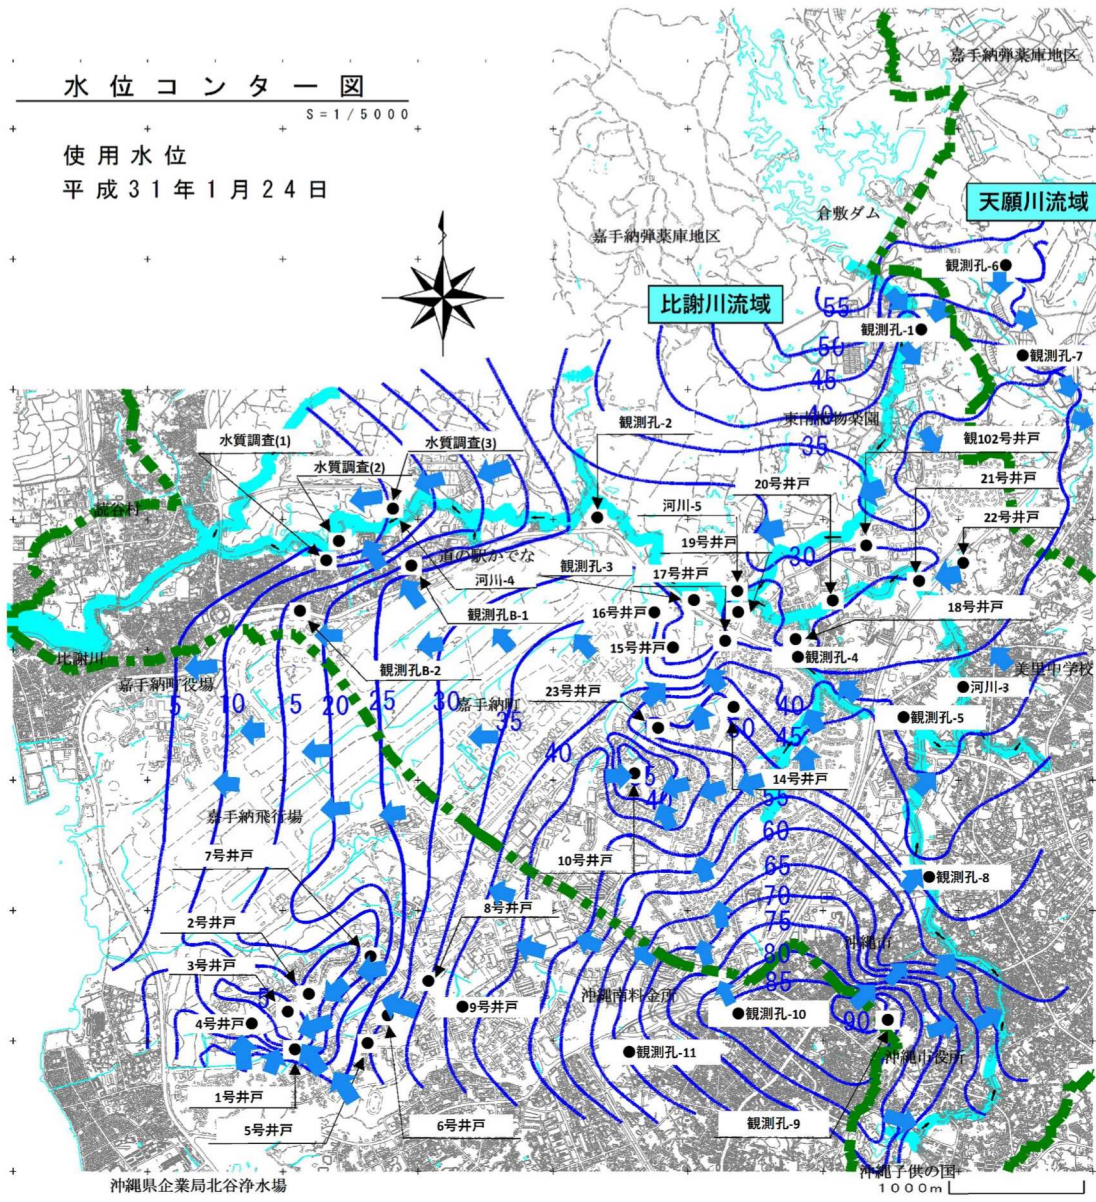 水位コンター図
S=1/5000
使用水位
平成31年1月24日
嘉手納弾薬庫地区
天願川流域
倉敷ダム
嘉手納弾薬庫地区
観測孔-6
比謝川流域
55
観測孔-1
50
観測孔-7
45
40
35
東南植物楽園
水質調査(1)
水質調査(3)
水質調査(2)
観測孔-2
観102号井戸
20号井戸
21号井戸
河川-5
22号井戸
19号井戸
読谷村
道の駅かでな
観測孔-3
30
河川-4
17号井戸
16号井戸
観測孔B-1
18号井戸
15号井戸
観測孔-4
比謝川
観測孔B-2
美里中学校
嘉手納町役場
河川-3
23号井戸
5
10
15
20
25
30
35
嘉手納町
40
50
40
45
観測孔-5
14号井戸
5
40
55
嘉手納飛行場
60
7号井戸
10号井戸
65
観測孔-8
70
2号井戸
8号井戸
75
沖縄市
3号井戸
80
85
5
沖縄南料金所
4号井戸
9号井戸
観測孔-10
90
観測孔-11
沖縄市役所
1号井戸
5号井戸
6号井戸
観測孔-9
沖縄県企業局北谷浄水場
沖縄子供の国
1000m